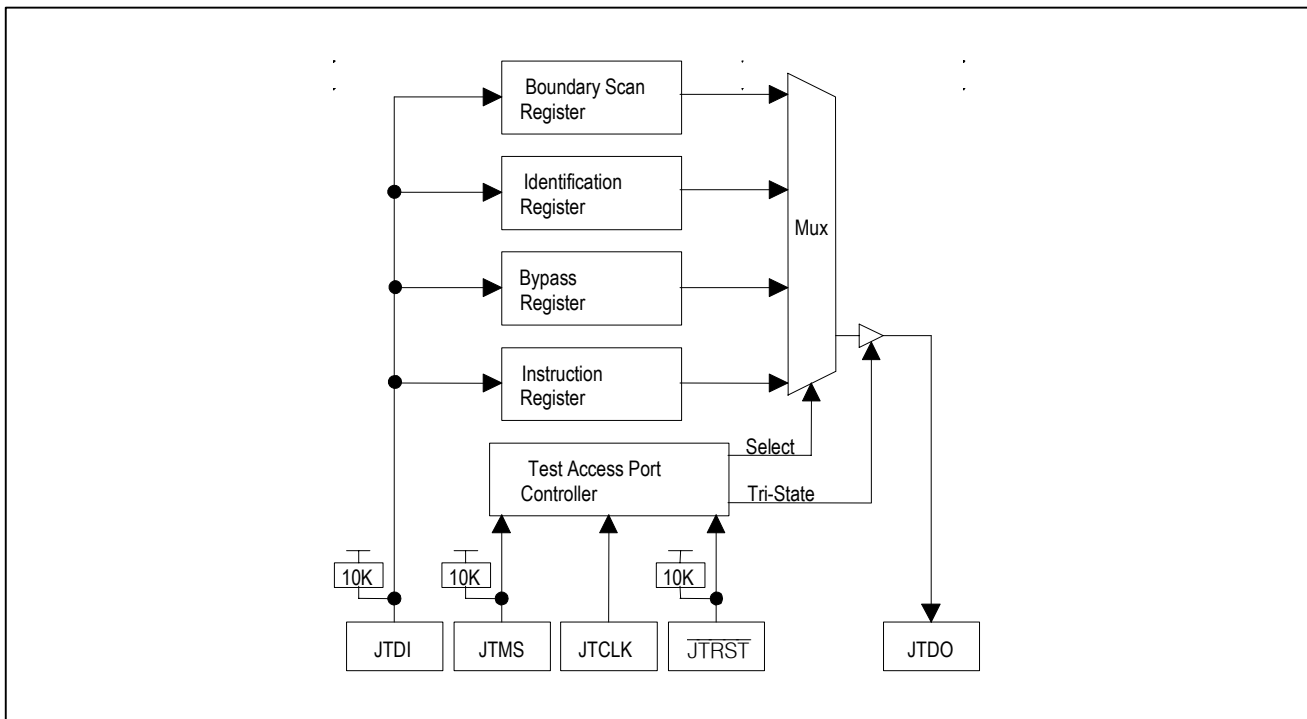 Boundary Scan
Register
Identification
Register
Mux
Bypass
Register
Instruction
Register
Select
Test Access Port
Controller
Tri-State
10K
10K
10K
JTDI
JTMS
JTCLK
JTRST
JTDO